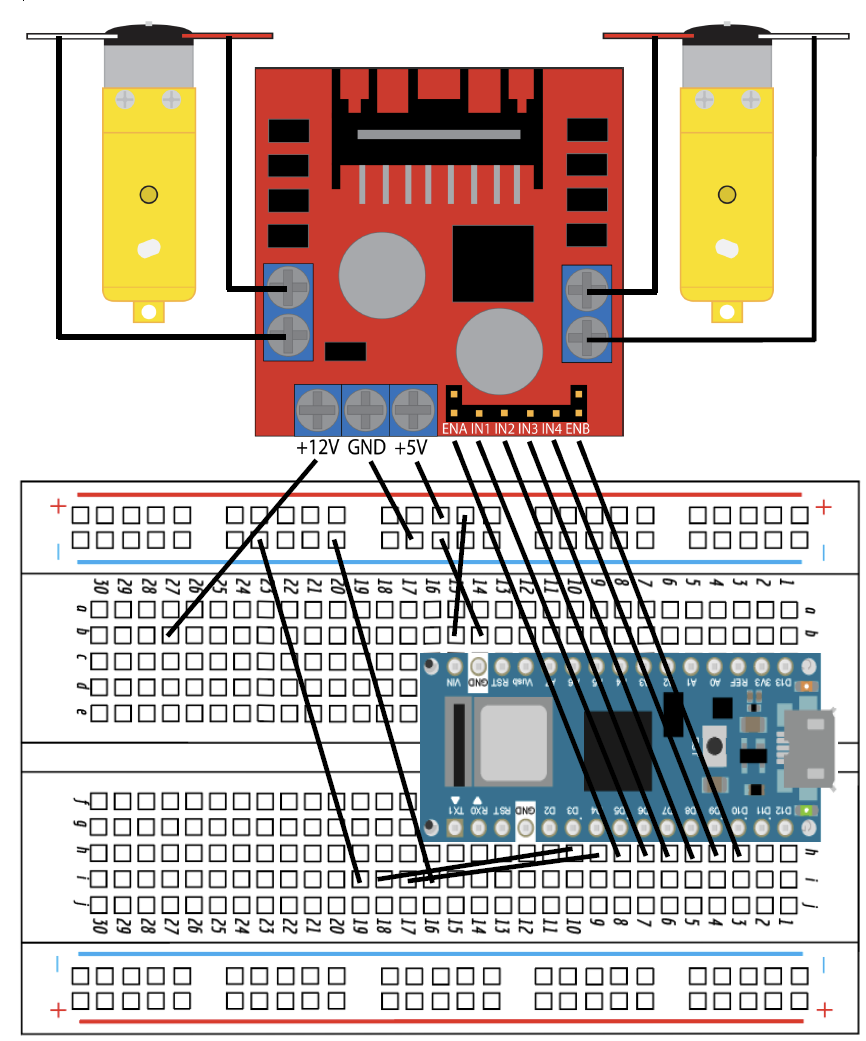 +12V GND +5V
ENA IN1 IN2 IN3 IN4 ENB
+ +
30 29 28 27 26 25 24 23 22 21 20 19 18 17 16 15 14 13 12 11 10 9 8 7 6 5 4 3 2 1
a a
b b
c
d
e
VIN GND RST Vusb A7 A6 A5 A4 A3 A2 A1 A0 REF 3V3 D13
TX1 RX0 RST GND D2 D3 D4 D5 D6 D7 D8 D9 D10 D11 D12
f
g
h h
i i
j j
30 29 28 27 26 25 24 23 22 21 20 19 18 17 16 15 14 13 12 11 10 9 8 7 6 5 4 3 2 1
+ +